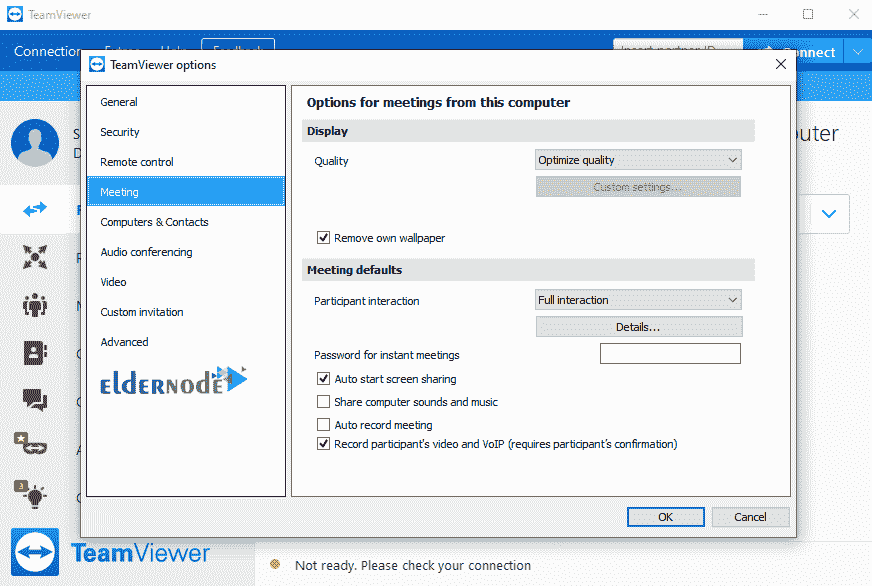 TeamViewer
Connection Extras Help Feedback
Connect
TeamViewer options
General
Security
Remote control
Meeting
Computers & Contacts
Audio conferencing
Video
Custom invitation
Advanced
ELDERNODE
Options for meetings from this computer
Display
Quality Optimize quality
Custom settings...
Remove own wallpaper
Meeting defaults
Participant interaction Full interaction
Details...
Password for instant meetings
Auto start screen sharing
Share computer sounds and music
Auto record meeting
Record participant's video and VoIP (requires participant's confirmation)
OK Cancel
3
TeamViewer
Not ready. Please check your connection